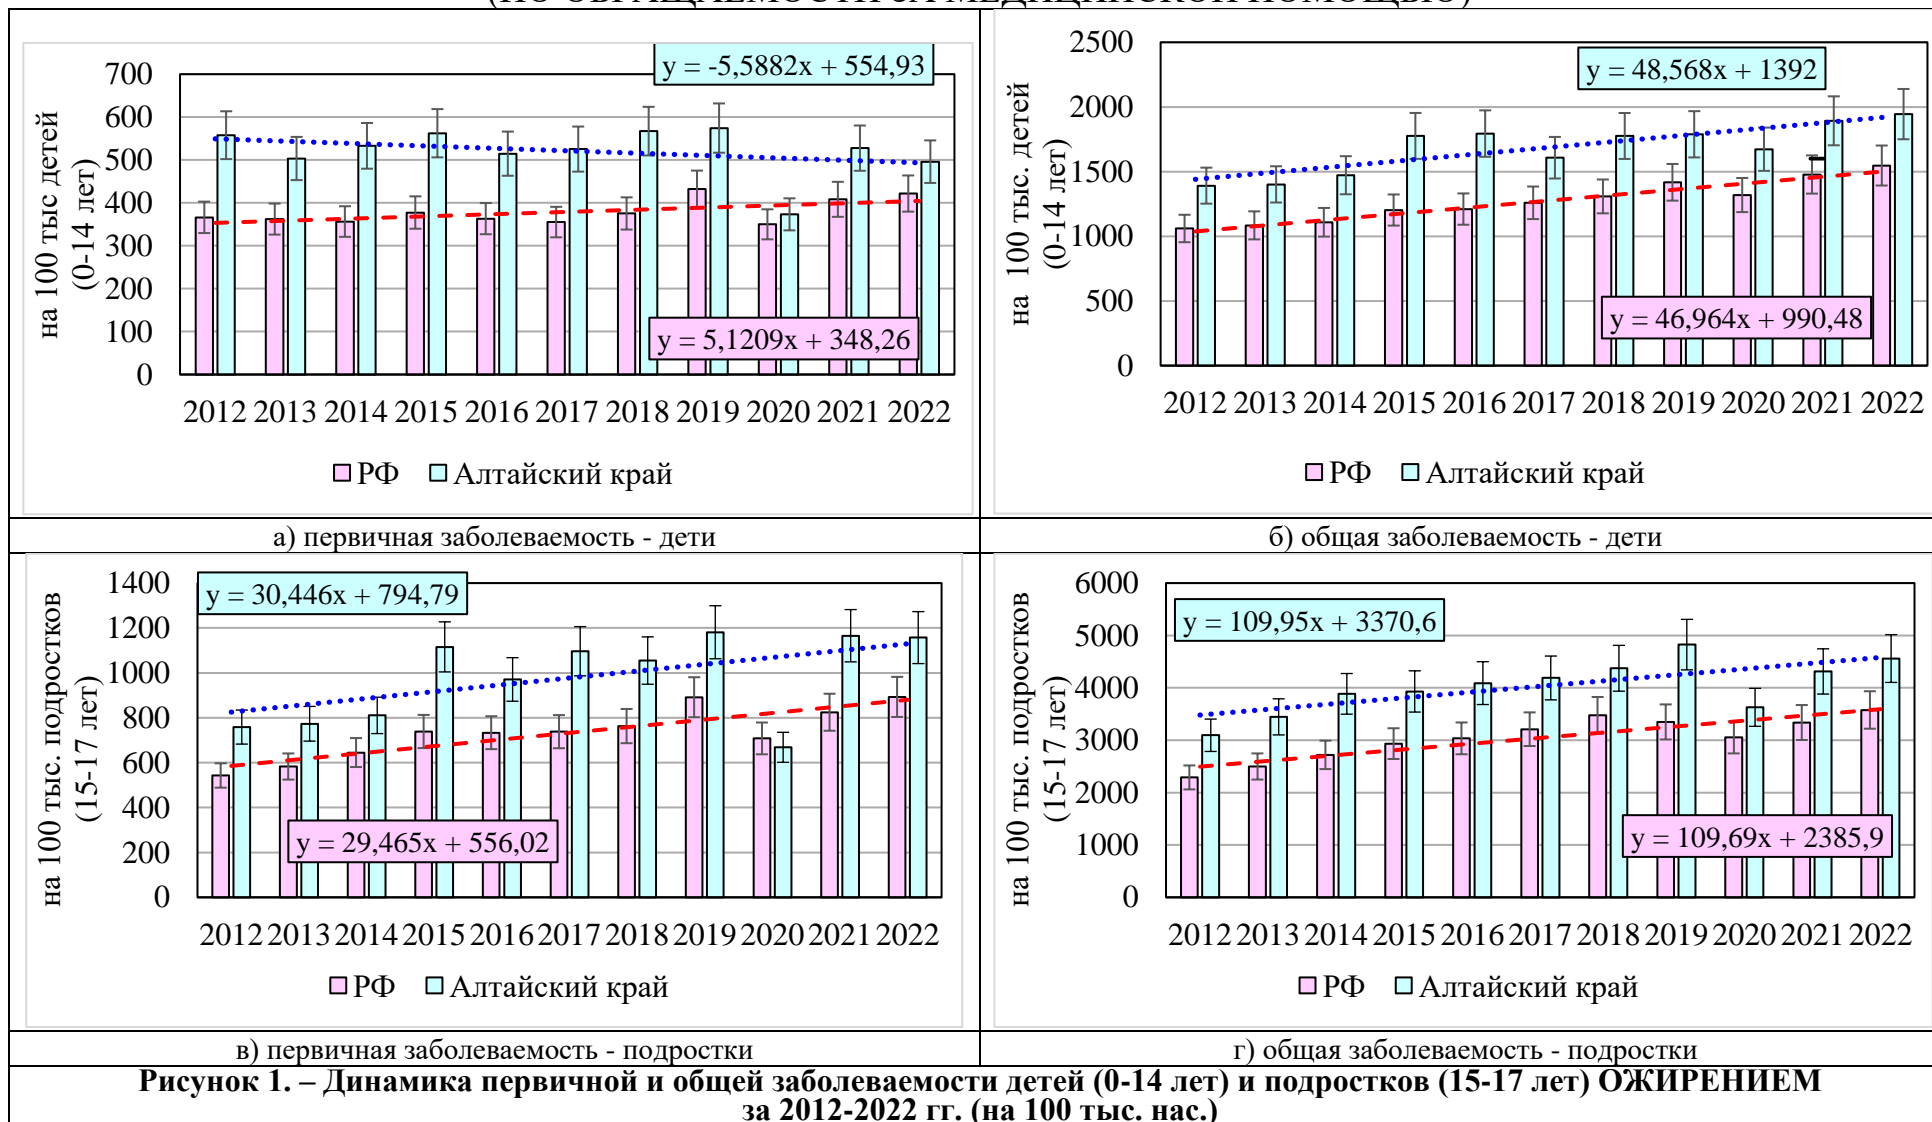 (ПО ОБРАЩАЕМОСТИ ЗА МЕДИЦИНСКОЙ ПОМОЩЬЮ)
на 100 тыс детей
(0-14 лет)
700
600
500
400
300
200
100
0
y = -5,5882x + 554,93
y = 5,1209x + 348,26
2012 2013 2014 2015 2016 2017 2018 2019 2020 2021 2022
РФ Алтайский край
а) первичная заболеваемость - дети
на 100 тыс. детей
(0-14 лет)
2500
2000
1500
1000
500
0
y = 48,568x + 1392
y = 46,964x + 990,48
2012 2013 2014 2015 2016 2017 2018 2019 2020 2021 2022
РФ Алтайский край
б) общая заболеваемость - дети
на 100 тыс. подростков
(15-17 лет)
1400
1200
1000
800
600
400
200
0
y = 30,446x + 794,79
y = 29,465x + 556,02
2012 2013 2014 2015 2016 2017 2018 2019 2020 2021 2022
РФ Алтайский край
в) первичная заболеваемость - подростки
на 100 тыс. подростков
(15-17 лет)
6000
5000
4000
3000
2000
1000
0
y = 109,95x + 3370,6
y = 109,69x + 2385,9
2012 2013 2014 2015 2016 2017 2018 2019 2020 2021 2022
РФ Алтайский край
г) общая заболеваемость - подростки
Рисунок 1. – Динамика первичной и общей заболеваемости детей (0-14 лет) и подростков (15-17 лет) ОЖИРЕНИЕМ
за 2012-2022 гг. (на 100 тыс. нас.)